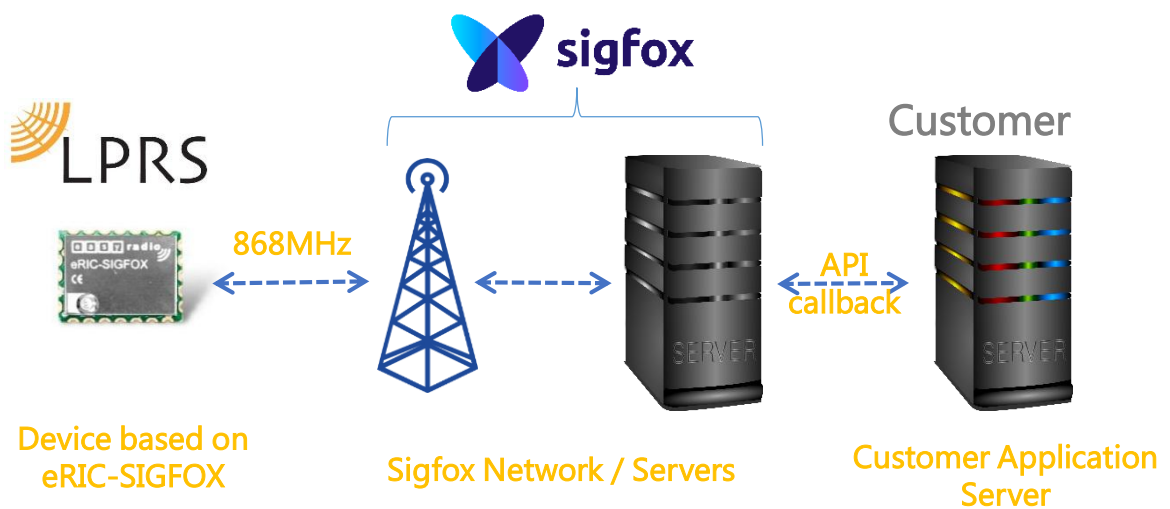 sigfox
Customer
LPRS
868MHz
radio
eRIC-SIGFOX
CE
API
callback
SERVER
SERVER
Device based on
eRIC-SIGFOX
Sigfox Network / Servers
Customer Application
Server